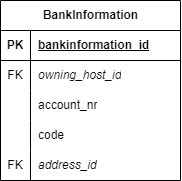 BankInformation
PK bankinformation_id
FK owning_host_id
account_nr
code
FK address_id